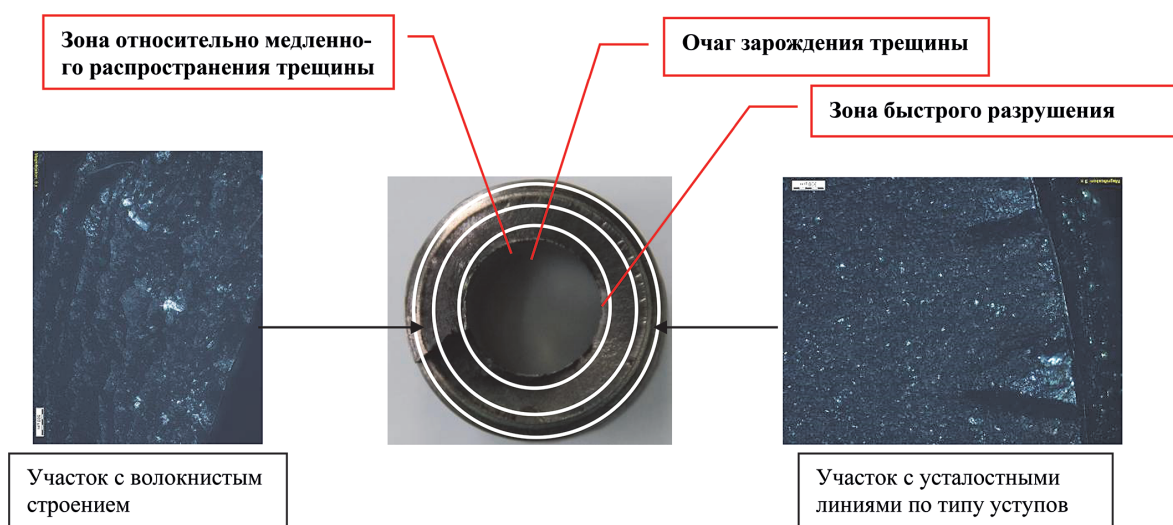 Зона относительно медленно-
го распространения трещины
Очаг зарождения трещины
Зона быстрого разрушения
Участок с волокнистым
строением
Участок с усталостными
линиями по типу уступов